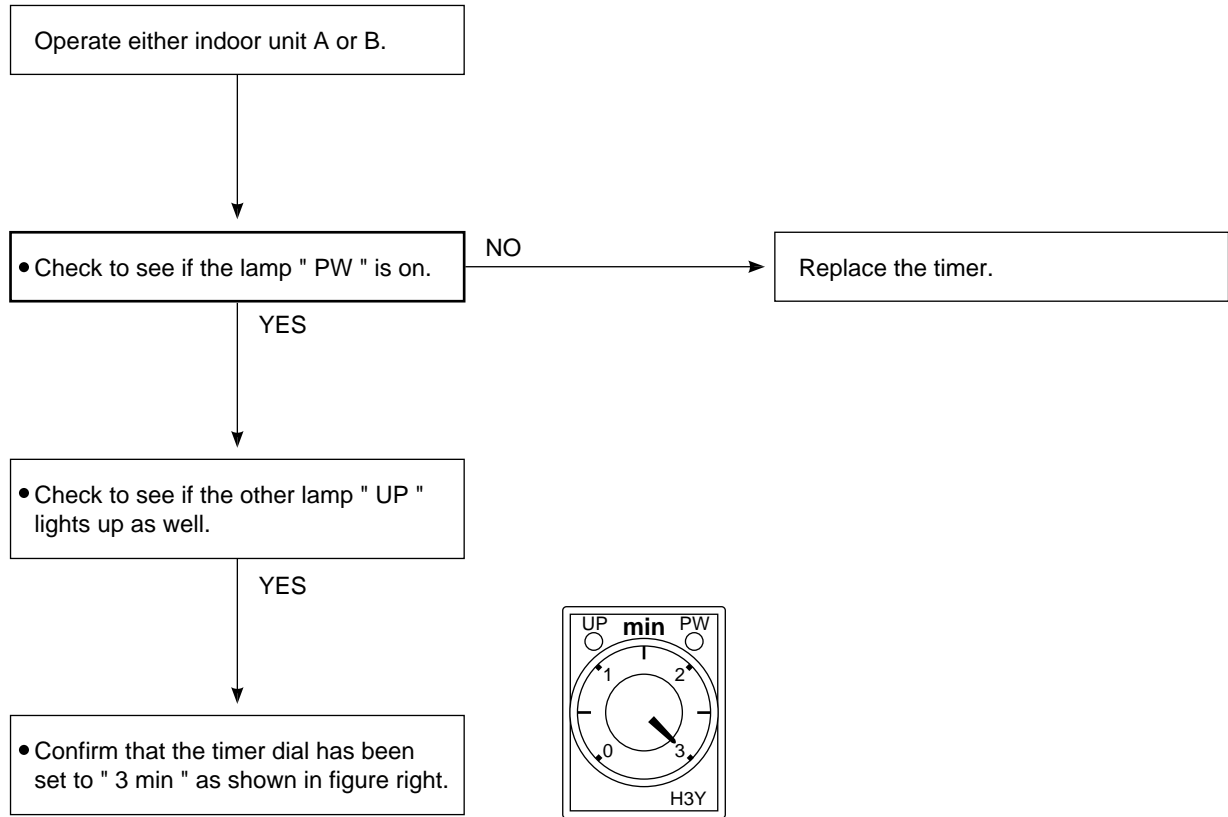 Operate either indoor unit A or B.
• Check to see if the lamp " PW " is on.
NO
Replace the timer.
YES
• Check to see if the other lamp " UP "
lights up as well.
YES
• Confirm that the timer dial has been
set to " 3 min " as shown in figure right.
UP min PW
1 2
0 3
H3Y